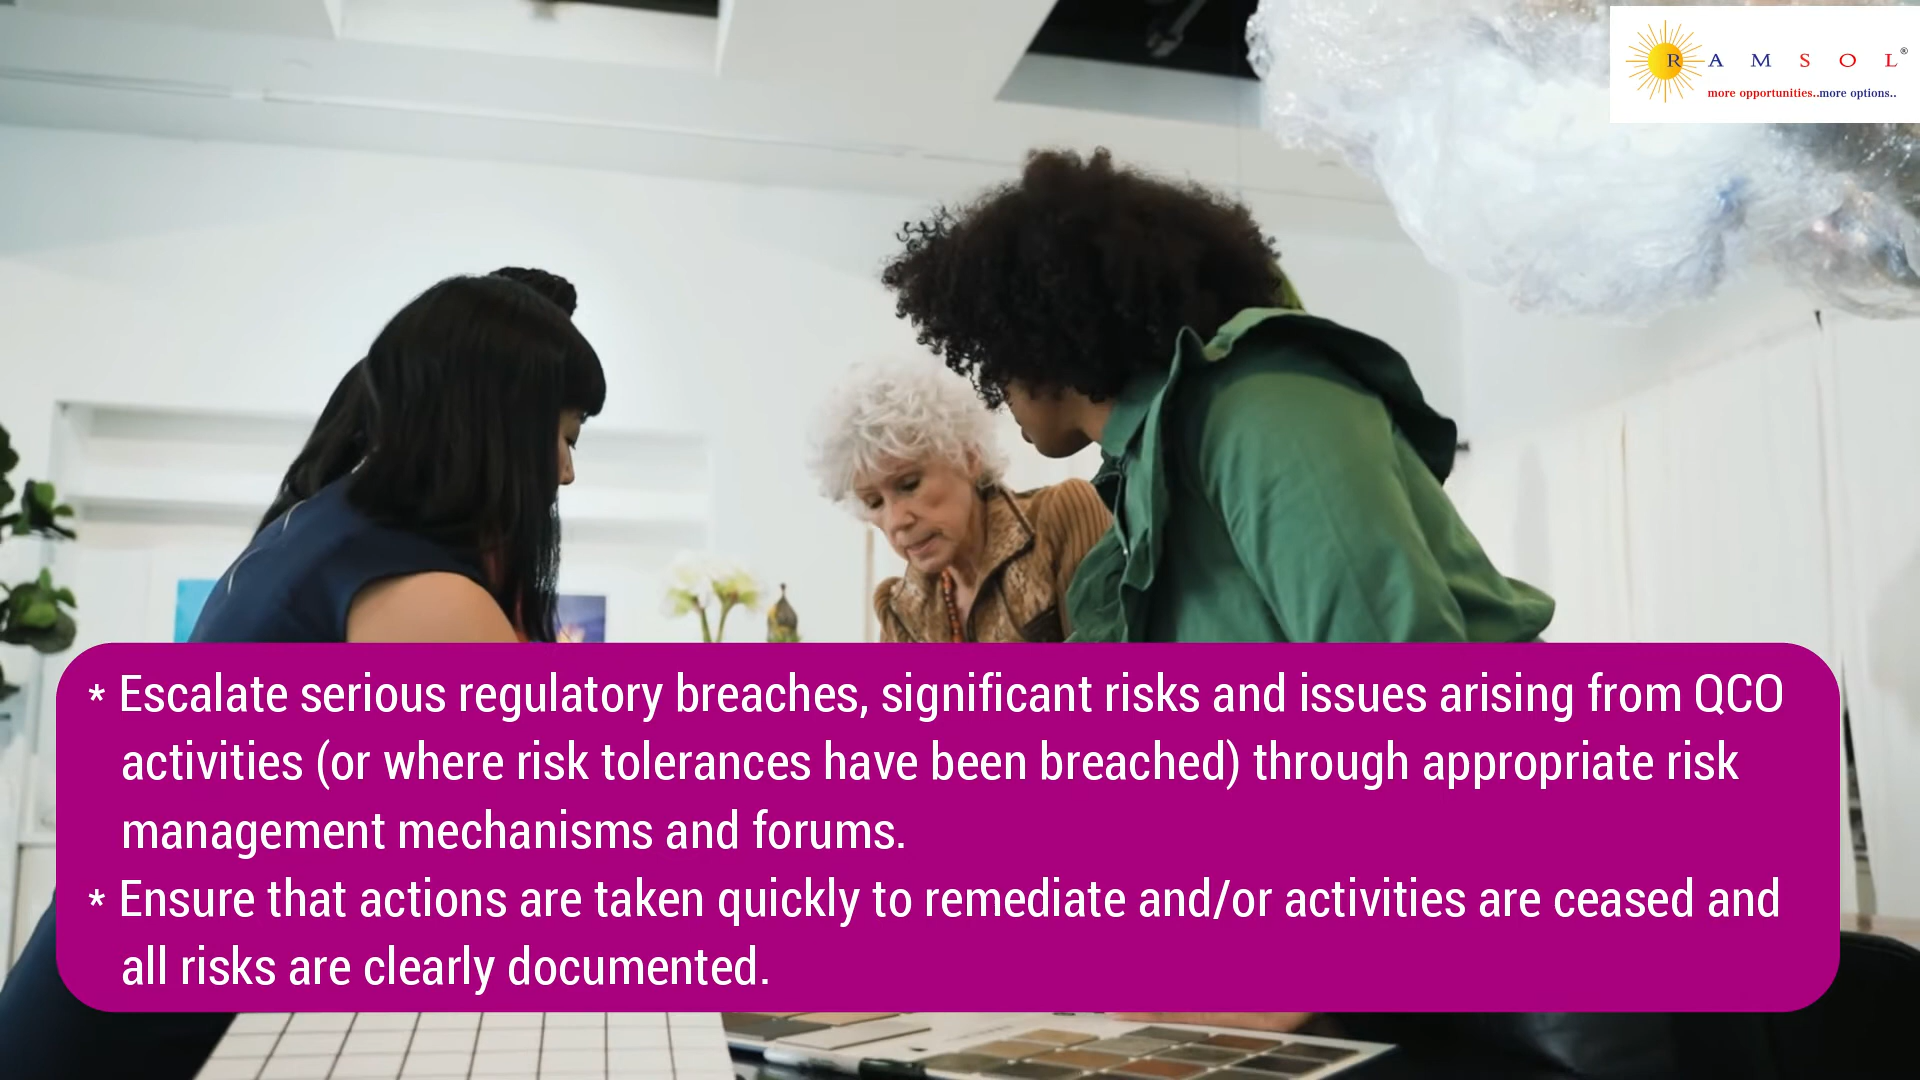 R A M S O L ®
more opportunities..more options..
* Escalate serious regulatory breaches, significant risks and issues arising from QCO
activities (or where risk tolerances have been breached) through appropriate risk
management mechanisms and forums.
* Ensure that actions are taken quickly to remediate and/or activities are ceased and
all risks are clearly documented.